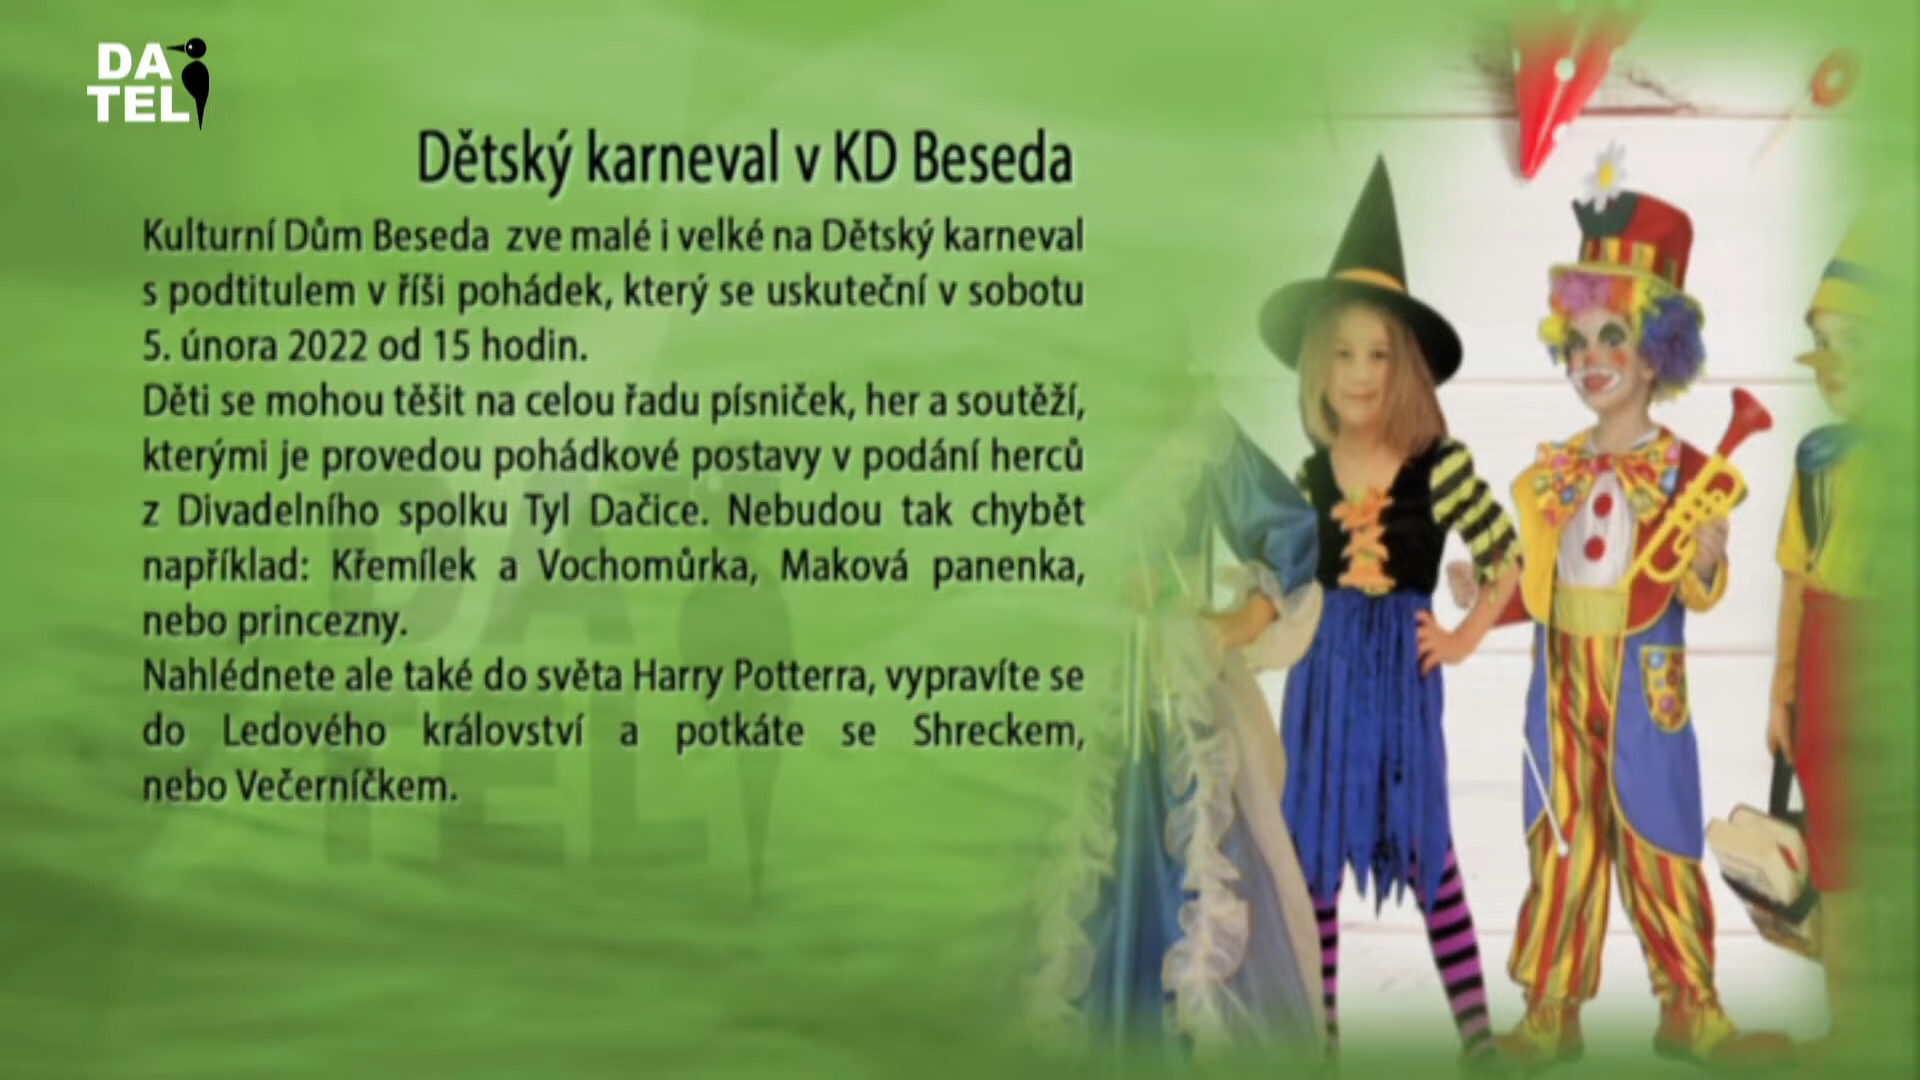 DA
TEL
Dětský karneval v KD Beseda
Kulturní Dům Beseda zve malé i velké na Dětský karneval
s podtitulem v říši pohádek, který se uskuteční v sobotu
5. února 2022 od 15 hodin.
Děti se mohou těšit na celou řadu písniček, her a soutěží,
kterými je provedou pohádkové postavy v podání herců
z Divadelního spolku Tyl Dačice. Nebudou tak chybět
například: Křemílek a Vochomůrka, Maková panenka,
nebo princezny.
Nahlédnete ale také do světa Harry Potterra, vypravíte se
do Ledového království a potkáte se Shreckem,
nebo Večerníčkem.
DA
TEL